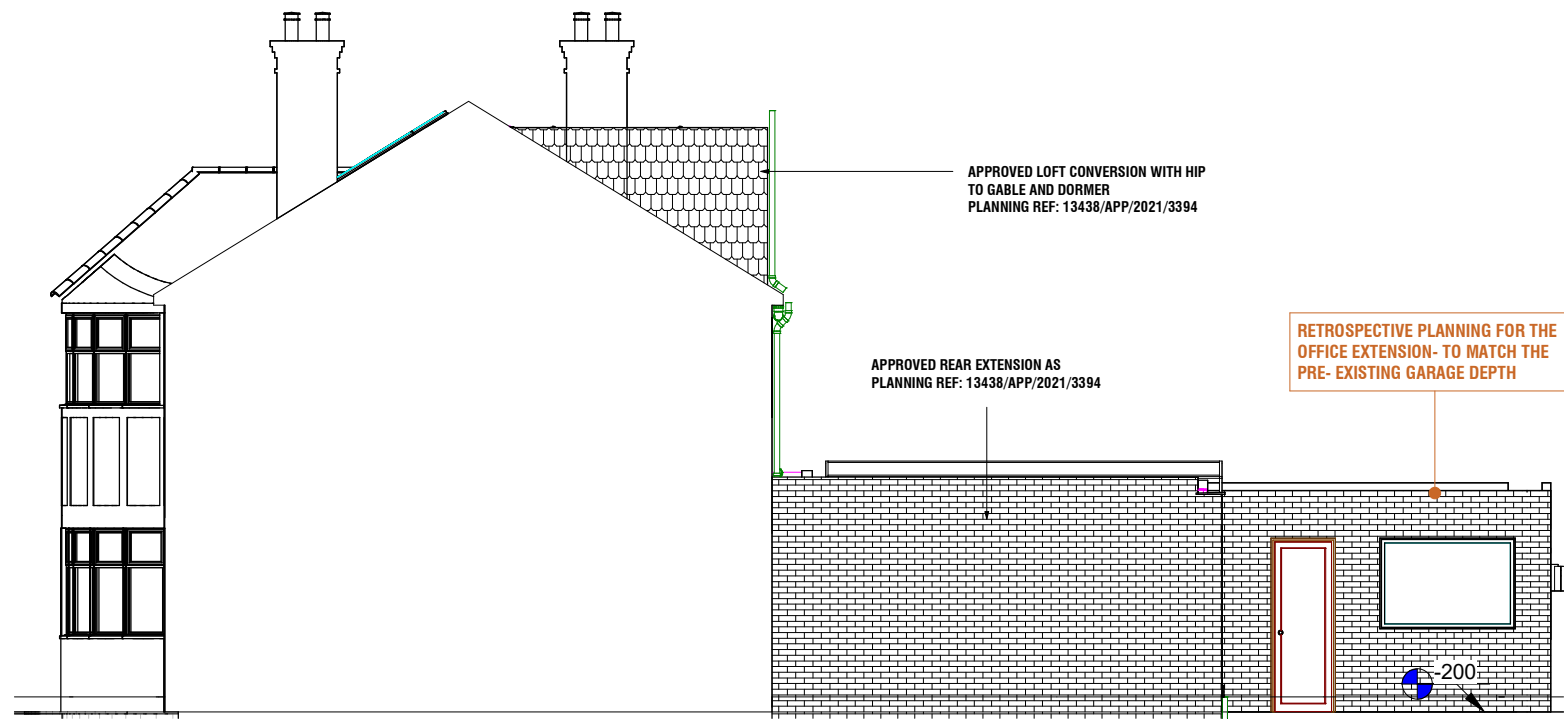 APPROVED LOFT CONVERSION WITH HIP
TO GABLE AND DORMER
PLANNING REF: 13438/APP/2021/3394
RETROSPECTIVE PLANNING FOR THE
OFFICE EXTENSION- TO MATCH THE
PRE- EXISTING GARAGE DEPTH
APPROVED REAR EXTENSION AS
PLANNING REF: 13438/APP/2021/3394
-200